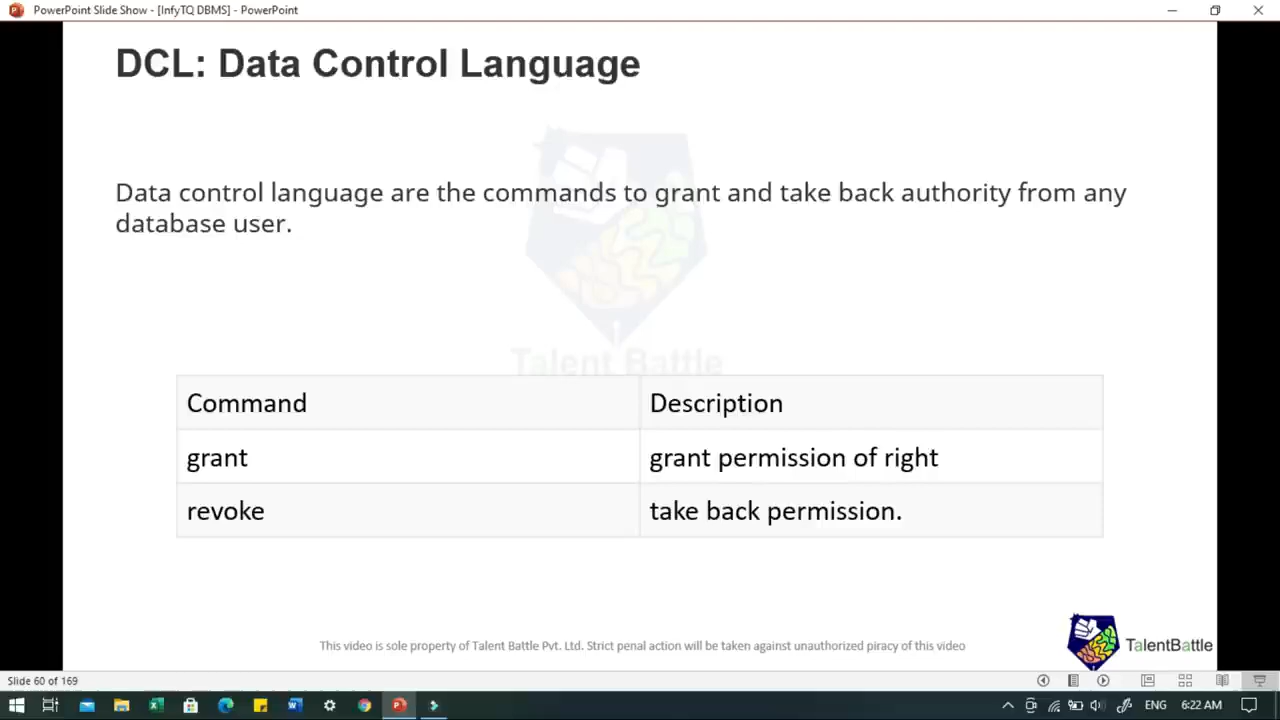 PowerPoint Slide Show - [InfyTQ DBMS] - PowerPoint
DCL: Data Control Language
Data control language are the commands to grant and take back authority from any
database user.
Talent Battle
Command Description
grant grant permission of right
revoke take back permission.
This video is sole property of Talent Battle Pvt. Ltd. Strict penal action will be taken against unauthorized piracy of this video
TalentBattle
Slide 60 of 169
ENG 6:22 AM